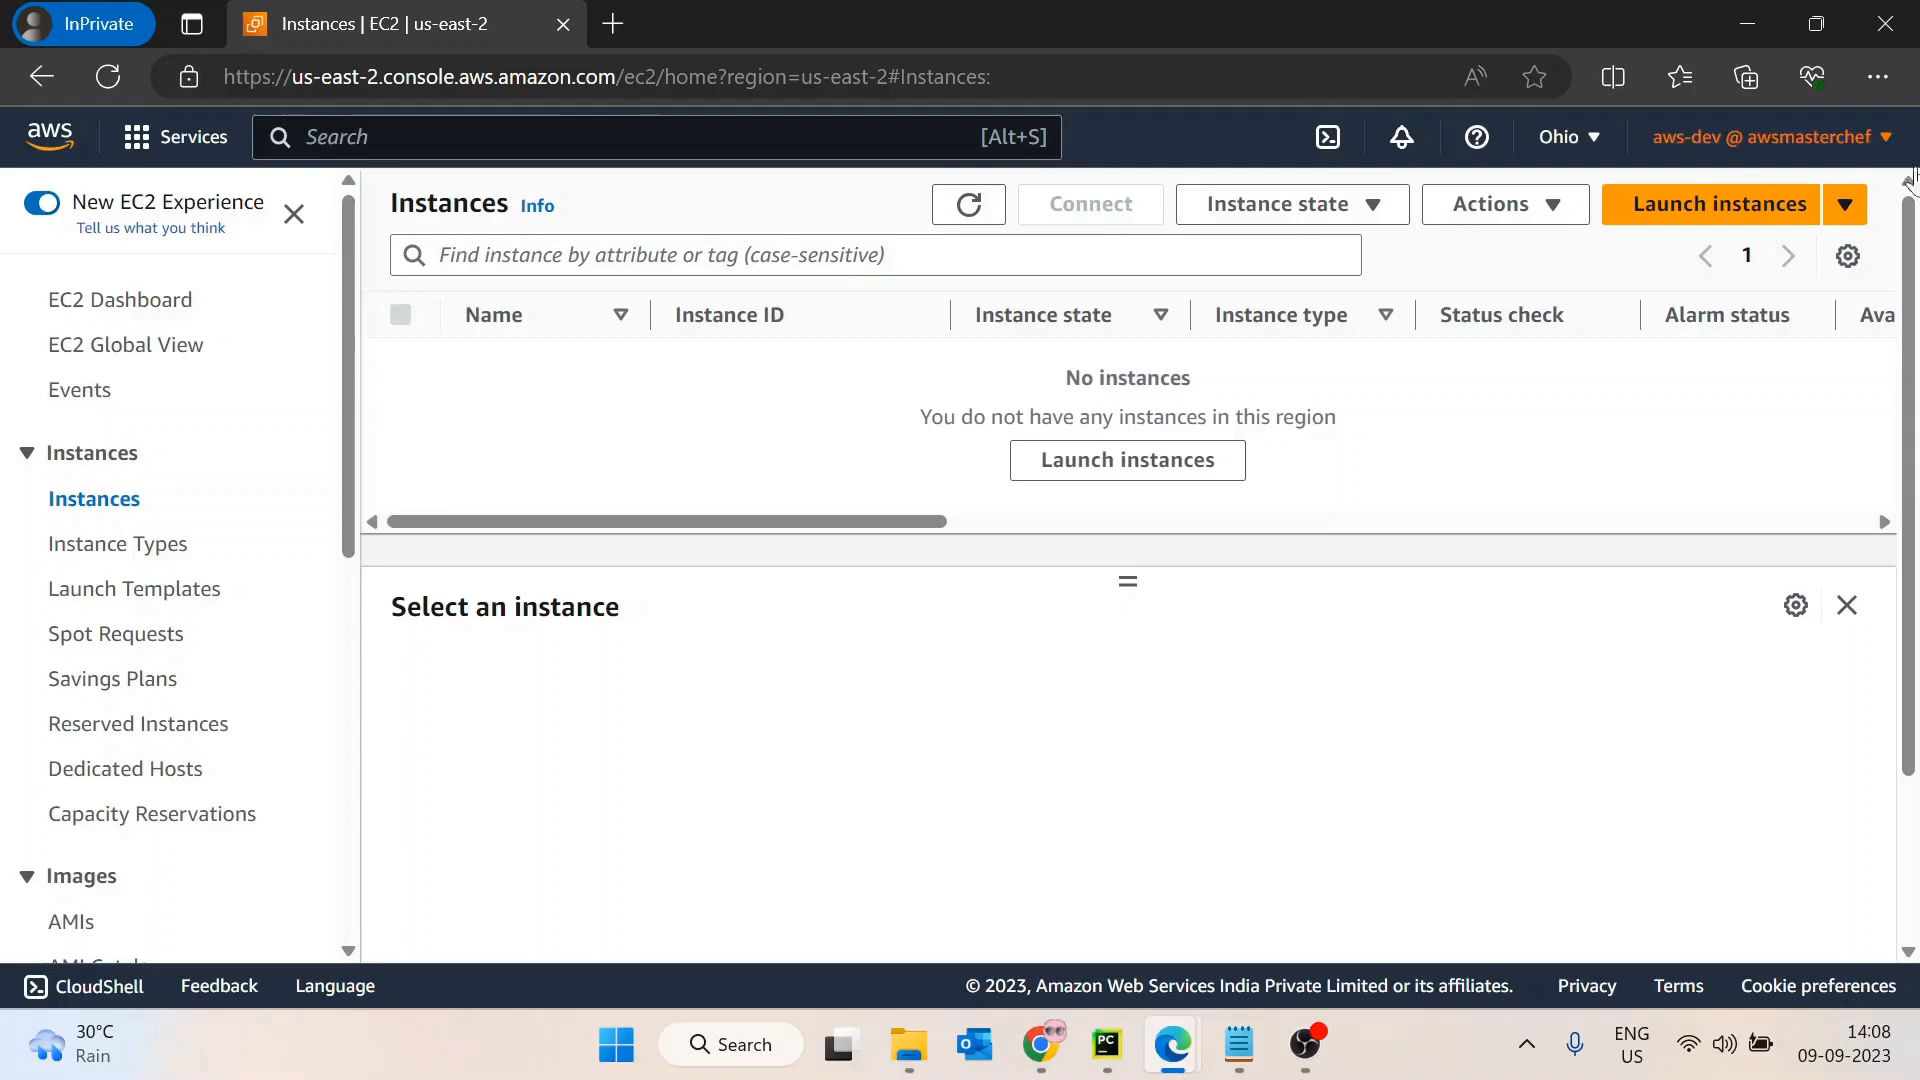 InPrivate
Instances | EC2 | us-east-2
https://us-east-2.console.aws.amazon.com/ec2/home?region=us-east-2#Instances:
aws
Services
Search
[Alt+S]
Ohio
aws-dev @ awsmasterchef
New EC2 Experience
Tell us what you think
EC2 Dashboard
EC2 Global View
Events
Instances
Instances
Instance Types
Launch Templates
Spot Requests
Savings Plans
Reserved Instances
Dedicated Hosts
Capacity Reservations
Images
AMIs
Instances Info
Connect
Instance state
Actions
Launch instances
Find instance by attribute or tag (case-sensitive)
1
Name
Instance ID
Instance state
Instance type
Status check
Alarm status
Ava
No instances
You do not have any instances in this region
Launch instances
Select an instance
CloudShell
Feedback
Language
© 2023, Amazon Web Services India Private Limited or its affiliates.
Privacy
Terms
Cookie preferences
30°C
Rain
Search
PC
ENG
US
14:08
09-09-2023